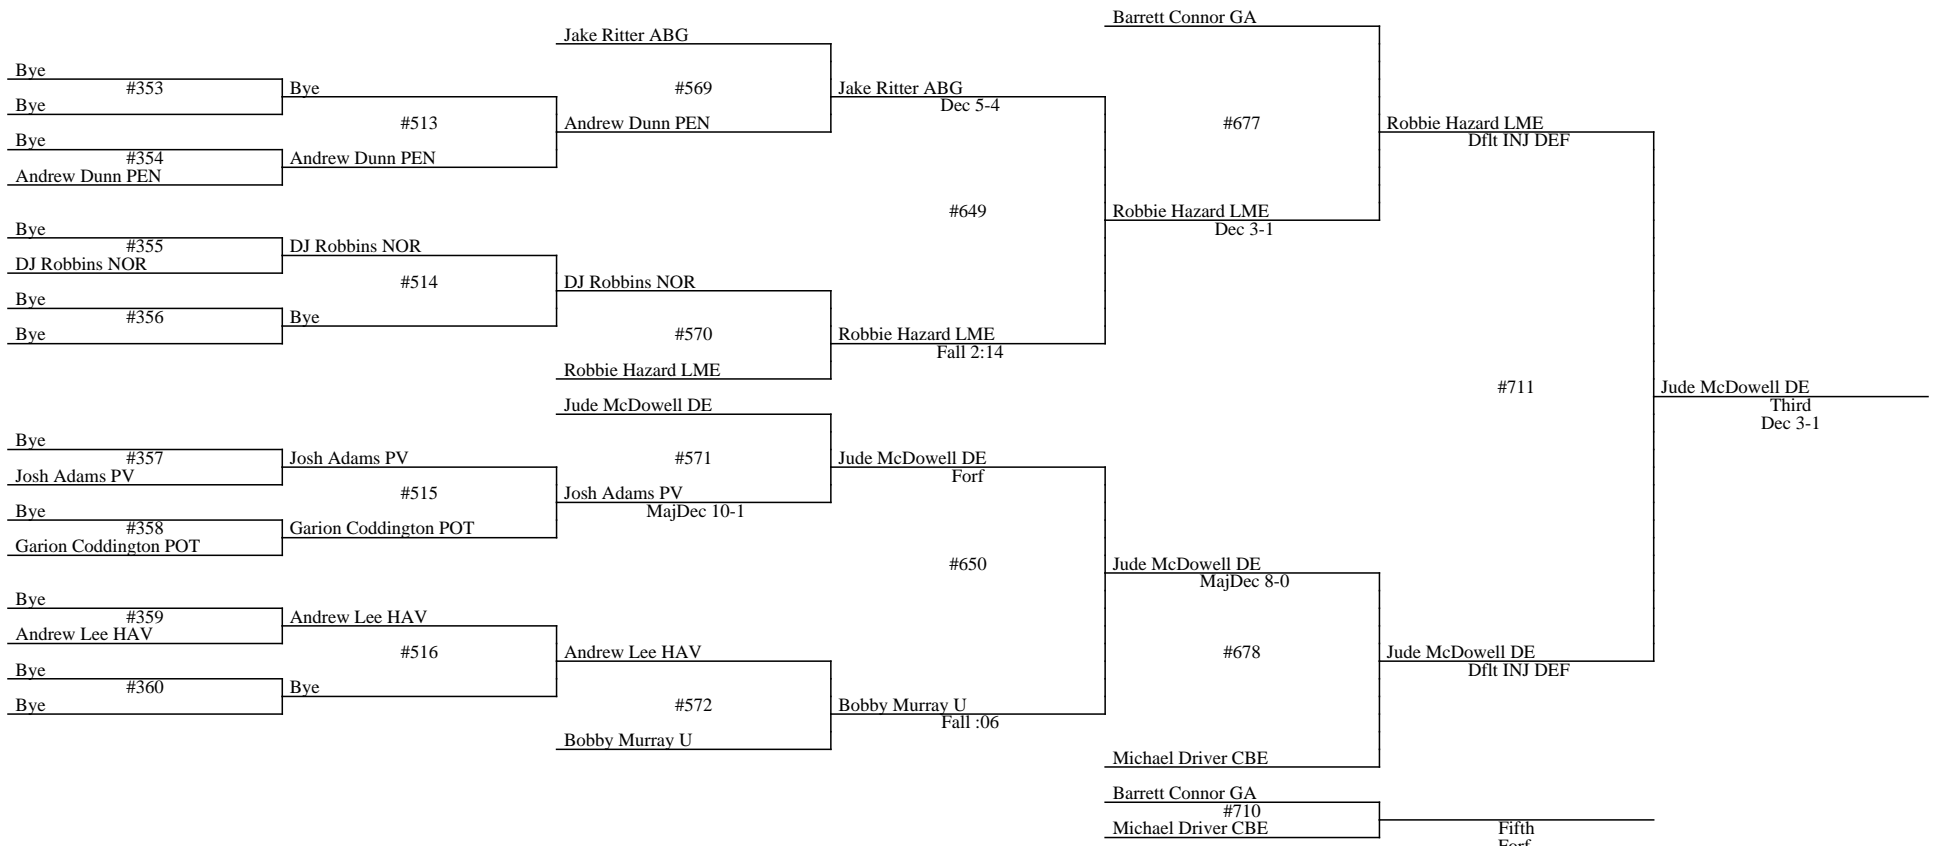 Barrett Connor GA
Jake Ritter ABG
Bye
#353
Bye
#569
Jake Ritter ABG
Bye
Dec 5-4
#513
Andrew Dunn PEN
#677
Robbie Hazard LME
Bye
Dflt INJ DEF
#354
Andrew Dunn PEN
Andrew Dunn PEN
#649
Robbie Hazard LME
Bye
Dec 3-1
#355
DJ Robbins NOR
DJ Robbins NOR
#514
DJ Robbins NOR
Bye
#356
Bye
Bye
#570
Robbie Hazard LME
Fall 2:14
Robbie Hazard LME
#711
Jude McDowell DE
Jude McDowell DE
Third
Dec 3-1
Bye
#357
Josh Adams PV
#571
Jude McDowell DE
Josh Adams PV
Forf
#515
Josh Adams PV
MajDec 10-1
Bye
#358
Garion Coddington POT
Garion Coddington POT
#650
Jude McDowell DE
MajDec 8-0
Bye
#359
Andrew Lee HAV
Andrew Lee HAV
#516
Andrew Lee HAV
#678
Jude McDowell DE
Dflt INJ DEF
Bye
#360
Bye
Bye
#572
Bobby Murray U
Fall :06
Bobby Murray U
Michael Driver CBE
Barrett Connor GA
#710
Michael Driver CBE
Fifth
Forf